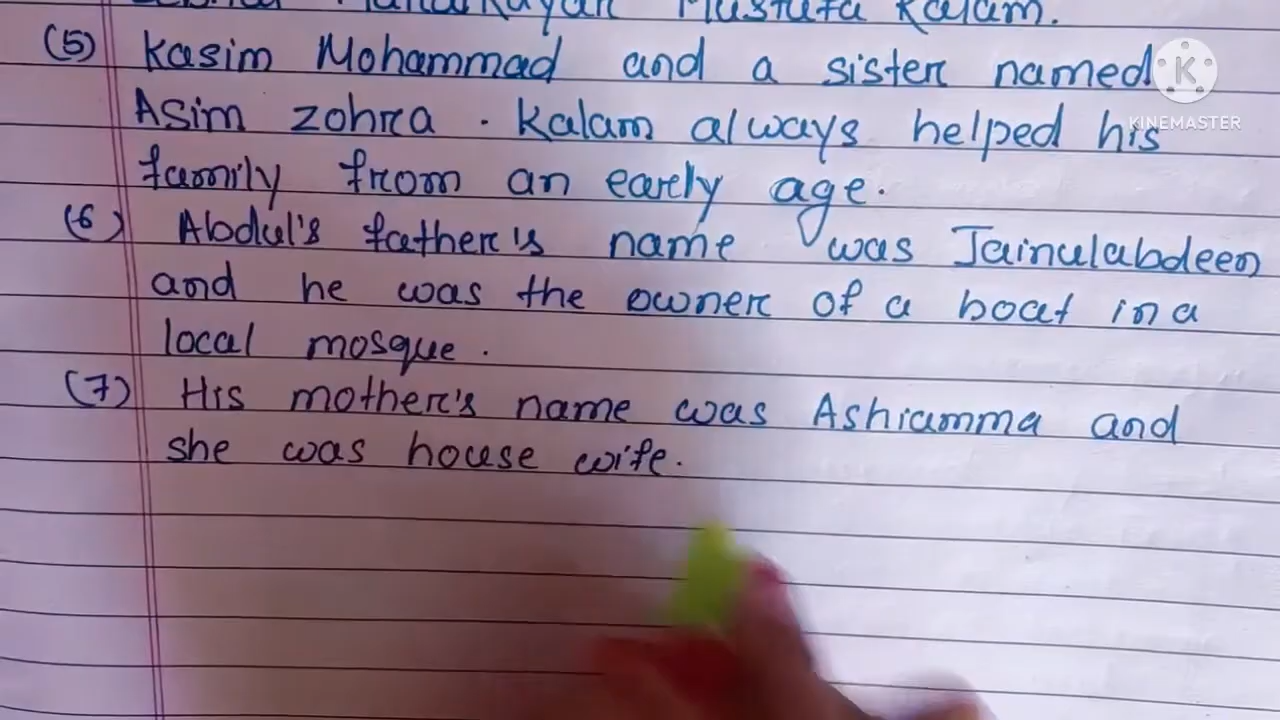 Mustufa Kalam.
(5) Kasim Mohammad and a sister named
Asim zohra. Kalam always helped his
family from an early age.
(6) Abdul's father's name was Jainulabdeen
and he was the owner of a boat in a
local mosque.
(7) His mother's name was Ashiamma and
she was house wife.
K
KINEMASTER